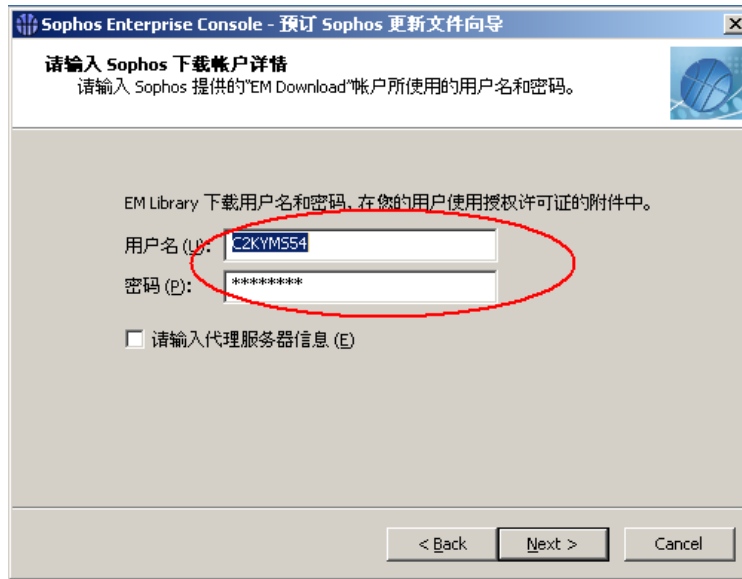 Sophos Enterprise Console - 预订 Sophos 更新文件向导
请输入 Sophos 下载帐户详情
请输入 Sophos 提供的"EM Download"帐户所使用的用户名和密码。
EM Library 下载用户名和密码, 在您的用户使用授权许可证的附件中。
用户名 (U): C2KYMS54
密码 (P): ********
请输入代理服务器信息 (E)
< Back Next > Cancel